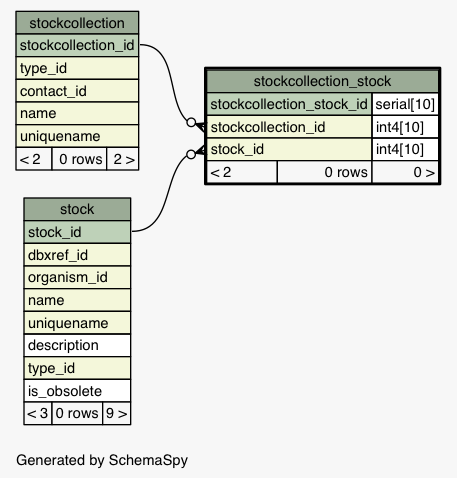 stockcollection
stockcollection_id
type_id
contact_id
name
uniquename
< 2 0 rows 2 >
stockcollection_stock
stockcollection_stock_id serial[10]
stockcollection_id int4[10]
stock_id int4[10]
< 2 0 rows 0 >
stock
stock_id
dbxref_id
organism_id
name
uniquename
description
type_id
is_obsolete
< 3 0 rows 9 >
Generated by SchemaSpy